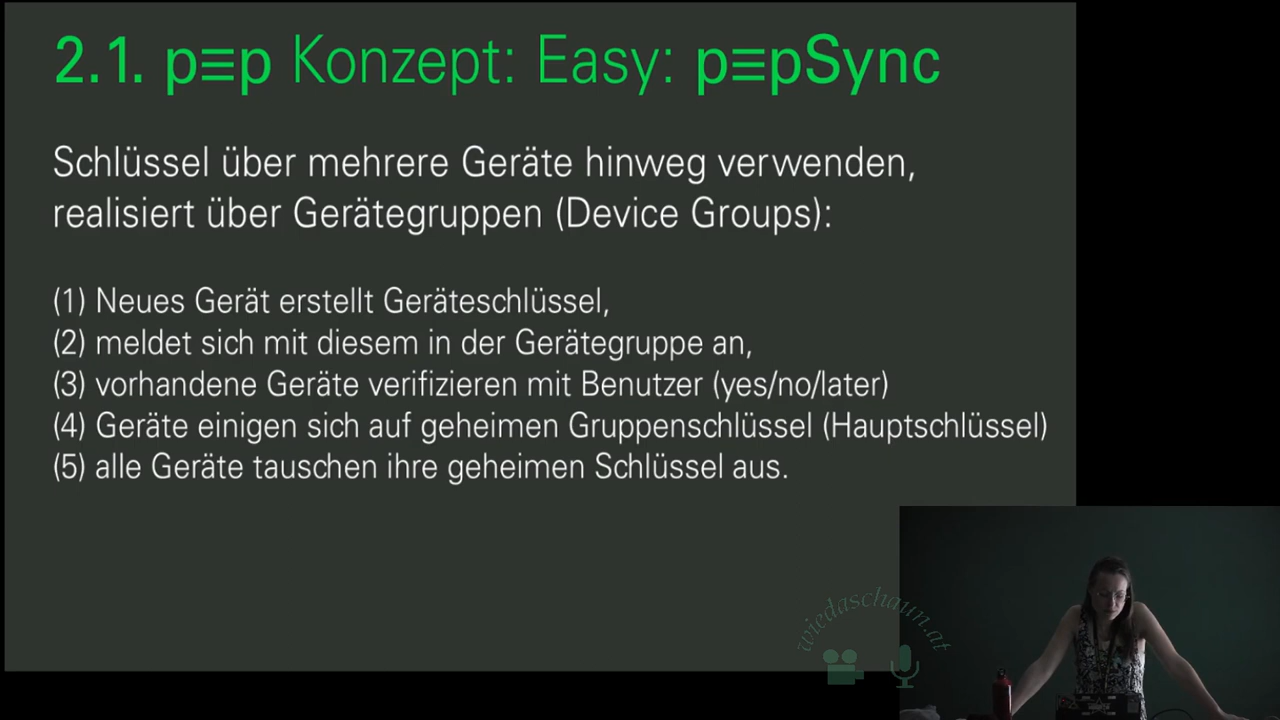 2.1. p≡p Konzept: Easy: p≡pSync
Schlüssel über mehrere Geräte hinweg verwenden,
realisiert über Gerätegruppen (Device Groups):
(1) Neues Gerät erstellt Geräteschlüssel,
(2) meldet sich mit diesem in der Gerätegruppe an,
(3) vorhandene Geräte verifizieren mit Benutzer (yes/no/later)
(4) Geräte einigen sich auf geheimen Gruppenschlüssel (Hauptschlüssel)
(5) alle Geräte tauschen ihre geheimen Schlüssel aus.
wiedaschaun.at